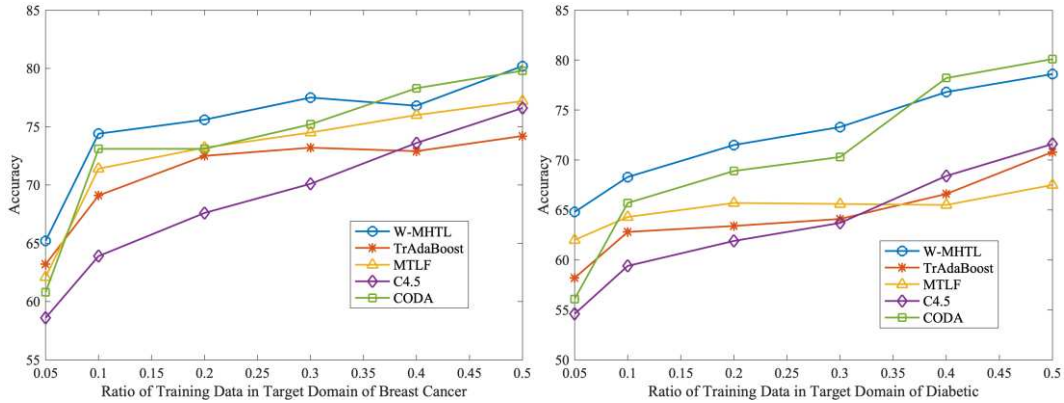 85
80
75
70
65
60
55
Accuracy
0.05 0.1 0.15 0.2 0.25 0.3 0.35 0.4 0.45 0.5
Ratio of Training Data in Target Domain of Breast Cancer
W-MHTL
TrAdaBoost
MTLF
C4.5
CODA
85
80
75
70
65
60
55
50
Accuracy
0.05 0.1 0.15 0.2 0.25 0.3 0.35 0.4 0.45 0.5
Ratio of Training Data in Target Domain of Diabetic
W-MHTL
TrAdaBoost
MTLF
C4.5
CODA